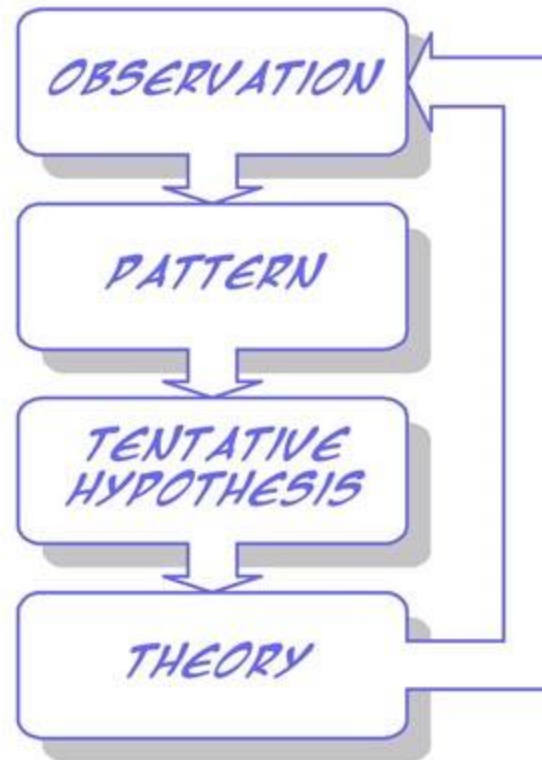 OBSERVATION
PATTERN
TENTATIVE
HYPOTHESIS
THEORY